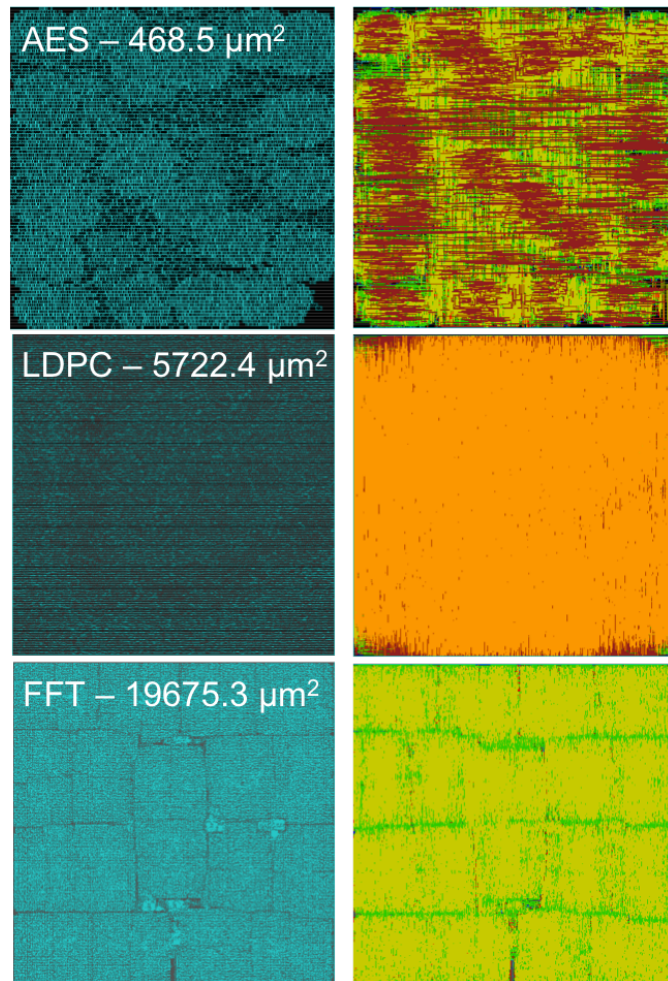 AES – 468.5 µm²
LDPC – 5722.4 µm²
FFT – 19675.3 µm²